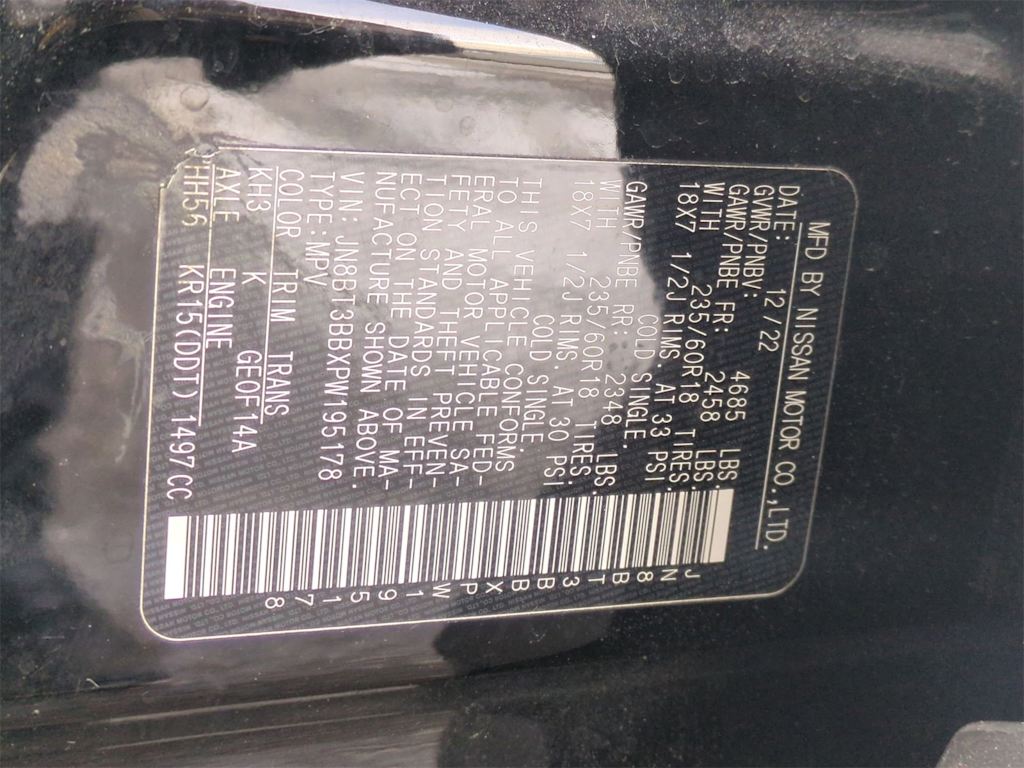 MFD BY NISSAN MOTOR CO.,LTD.
DATE: 12/22
GVWR/PNBV: 4685 LBS.
GAWR/PNBE FR: 2458 LBS.
WITH 235/60R18 TIRES.
18X7 1/2J RIMS. AT 33 PSI
COLD SINGLE.
GAWR/PNBE RR: 2348 LBS.
WITH 235/60R18 TIRES.
18X7 1/2J RIMS. AT 30 PSI
COLD SINGLE
THIS VEHICLE CONFORMS
TO ALL APPLICABLE FED-
ERAL MOTOR VEHICLE SA-
FETY AND THEFT PREVEN-
TION STANDARDS IN EFF-
ECT ON THE DATE OF MA-
NUFACTURE SHOWN ABOVE.
VIN: JN8BT3BBXPW195178
TYPE:MPV
COLOR TRIM TRANS
KH3 K GE0F14A
AXLE ENGINE
HH56 KR15(DDT) 1497CC
JN8BT3BBXPW195178